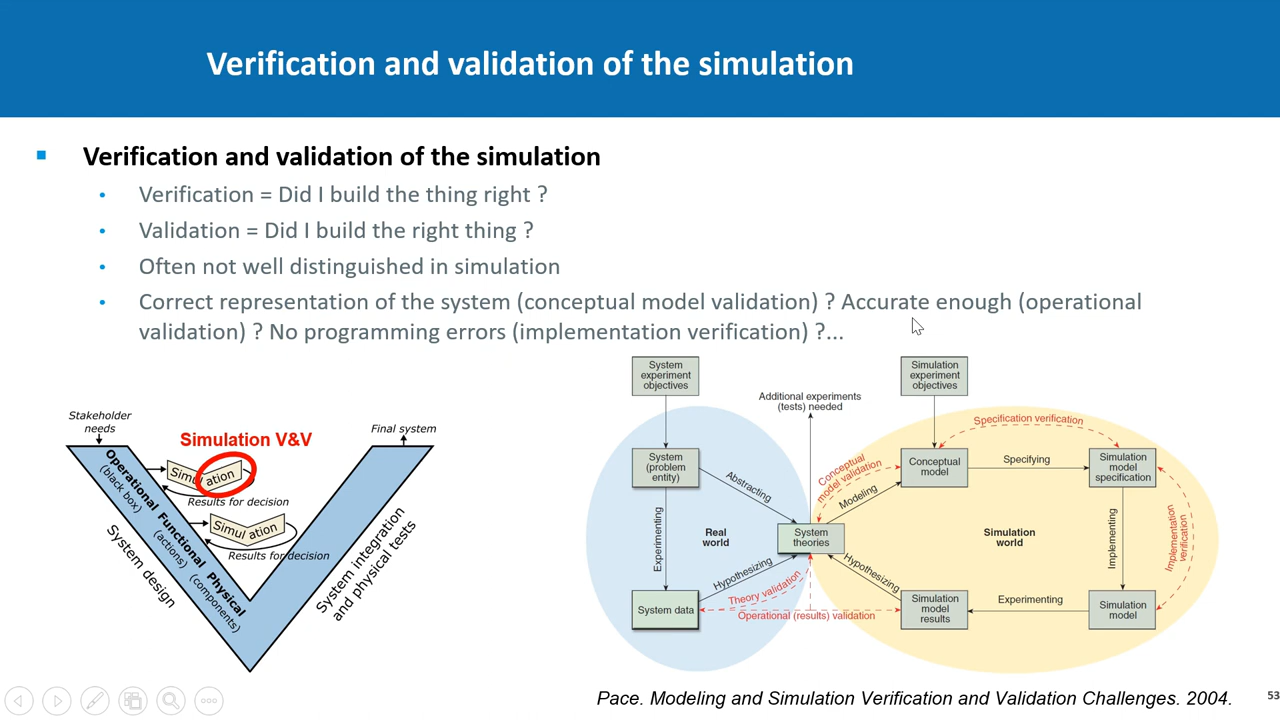 Verification and validation of the simulation
Verification and validation of the simulation
Verification = Did I build the thing right ?
Validation = Did I build the right thing ?
Often not well distinguished in simulation
Correct representation of the system (conceptual model validation) ? Accurate enough (operational
validation) ? No programming errors (implementation verification) ?...
Stakeholder
needs
Simulation V&V
Final system
Operational
(black box)
Functional
(actions)
Physical
(components)
Simulation
Results for decision
Simulation
Results for decision
System design
System integration
and physical tests
System
experiment
objectives
Additional experiments
(tests) needed
Simulation
experiment
objectives
Specification verification
System
(problem
entity)
Abstracting
Conceptual
model validation
Modeling
Conceptual
model
Specifying
Simulation
model
specification
Experimenting
Real
world
System
theories
Simulation
world
Implementing
Implementation
verification
Hypothesizing
Theory validation
Hypothesizing
System data
Operational (results) validation
Simulation
model
results
Experimenting
Simulation
model
Pace. Modeling and Simulation Verification and Validation Challenges. 2004.
53